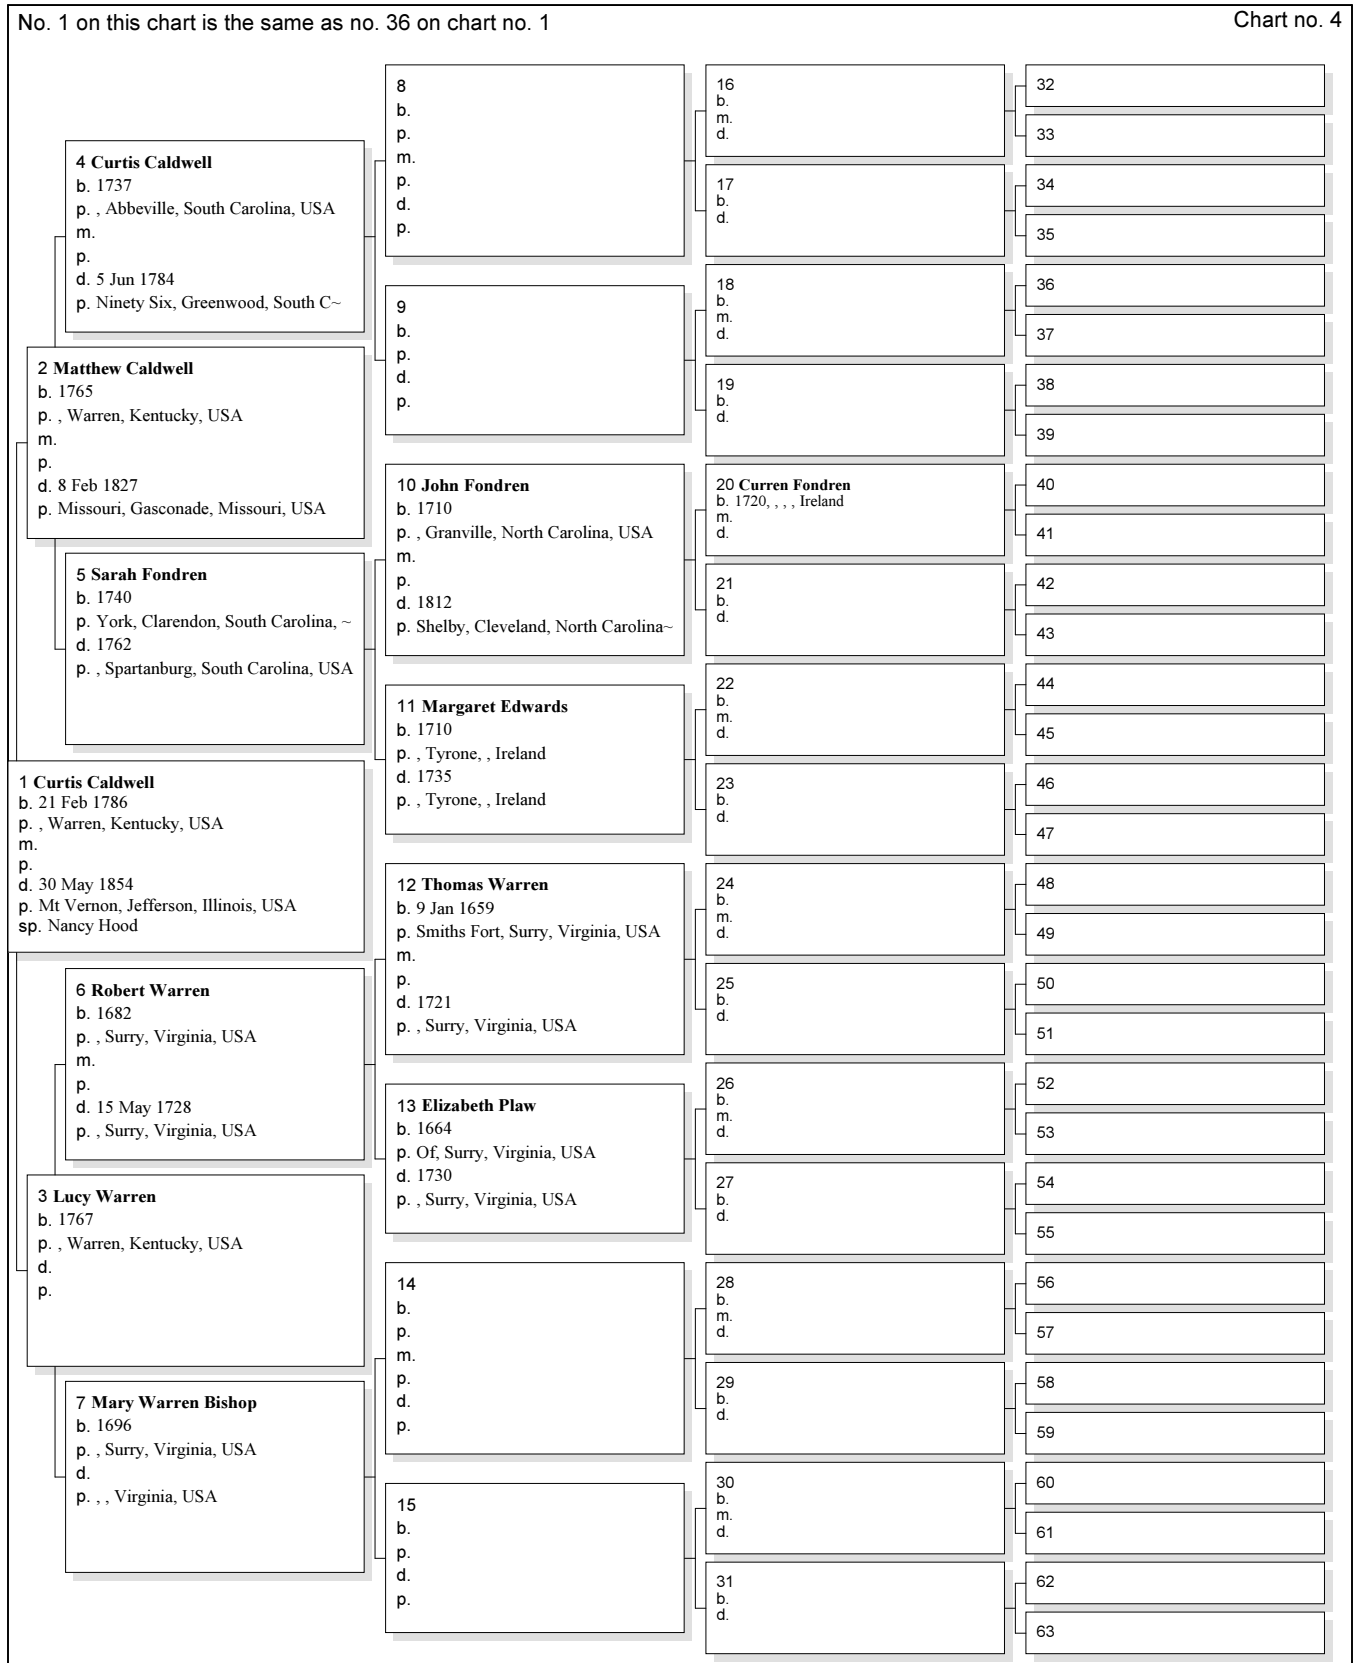 No. 1 on this chart is the same as no. 36 on chart no. 1
Chart no. 4
1 Curtis Caldwell
b. 21 Feb 1786
p. , Warren, Kentucky, USA
m.
p.
d. 30 May 1854
p. Mt Vernon, Jefferson, Illinois, USA
sp. Nancy Hood
2 Matthew Caldwell
b. 1765
p. , Warren, Kentucky, USA
m.
p.
d. 8 Feb 1827
p. Missouri, Gasconade, Missouri, USA
3 Lucy Warren
b. 1767
p. , Warren, Kentucky, USA
d.
p.
4 Curtis Caldwell
b. 1737
p. , Abbeville, South Carolina, USA
m.
p.
d. 5 Jun 1784
p. Ninety Six, Greenwood, South C~
5 Sarah Fondren
b. 1740
p. York, Clarendon, South Carolina, ~
d. 1762
p. , Spartanburg, South Carolina, USA
6 Robert Warren
b. 1682
p. , Surry, Virginia, USA
m.
p.
d. 15 May 1728
p. , Surry, Virginia, USA
7 Mary Warren Bishop
b. 1696
p. , Surry, Virginia, USA
d.
p. , , Virginia, USA
8
b.
p.
m.
p.
d.
p.
9
b.
p.
d.
p.
10 John Fondren
b. 1710
p. , Granville, North Carolina, USA
m.
p.
d. 1812
p. Shelby, Cleveland, North Carolina~
11 Margaret Edwards
b. 1710
p. , Tyrone, , Ireland
d. 1735
p. , Tyrone, , Ireland
12 Thomas Warren
b. 9 Jan 1659
p. Smiths Fort, Surry, Virginia, USA
m.
p.
d. 1721
p. , Surry, Virginia, USA
13 Elizabeth Plaw
b. 1664
p. Of, Surry, Virginia, USA
d. 1730
p. , Surry, Virginia, USA
14
b.
p.
m.
p.
d.
p.
15
b.
p.
d.
p.
16
b.
m.
d.
17
b.
d.
18
b.
m.
d.
19
b.
d.
20 Curren Fondren
b. 1720, , , , Ireland
m.
d.
21
b.
d.
22
b.
m.
d.
23
b.
d.
24
b.
m.
d.
25
b.
d.
26
b.
m.
d.
27
b.
d.
28
b.
m.
d.
29
b.
d.
30
b.
m.
d.
31
b.
d.
32
33
34
35
36
37
38
39
40
41
42
43
44
45
46
47
48
49
50
51
52
53
54
55
56
57
58
59
60
61
62
63